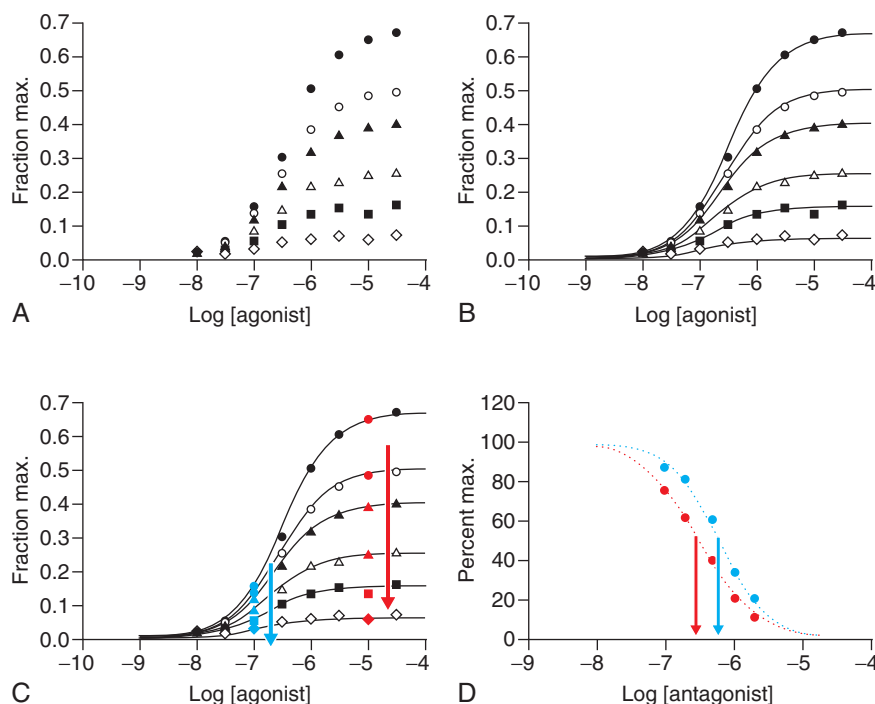 0.7
0.6
0.5
0.4
0.3
0.2
0.1
0.0
Fraction max.
−10 −9 −8 −7 −6 −5 −4
Log [agonist]
A
0.7
0.6
0.5
0.4
0.3
0.2
0.1
0.0
Fraction max.
−10 −9 −8 −7 −6 −5 −4
Log [agonist]
B
0.7
0.6
0.5
0.4
0.3
0.2
0.1
0.0
Fraction max.
−10 −9 −8 −7 −6 −5 −4
Log [agonist]
C
120
100
80
60
40
20
0
Percent max.
−9 −8 −7 −6 −5 −4
Log [antagonist]
D